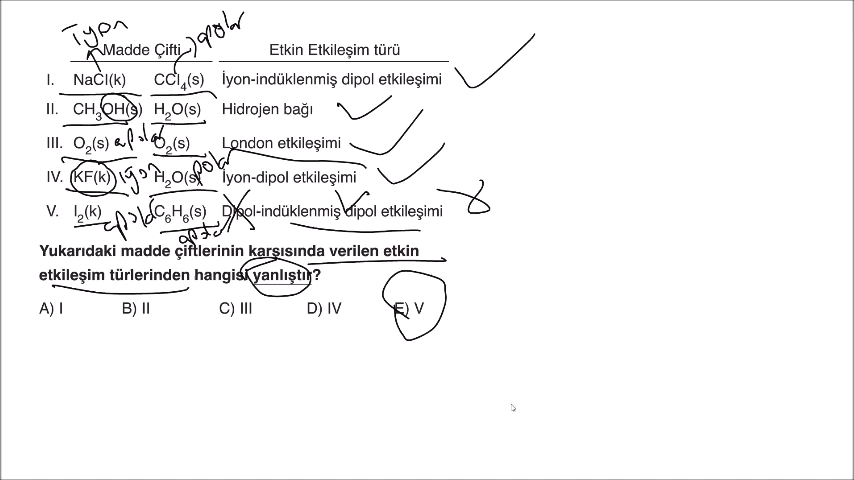 İyon apolar
Madde Çifti Etkin Etkileşim türü
I. NaCl(k) CCl4(s) İyon-indüklenmiş dipol etkileşimi
II. CH3OH(s) H2O(s) Hidrojen bağı
III. O2(s) apolar O2(s) London etkileşimi
IV. KF(k) iyon H2O(s) polar İyon-dipol etkileşimi
V. I2(k) apolar C6H6(s) apolar Dipol-indüklenmiş dipol etkileşimi
Yukarıdaki madde çiftlerinin karşısında verilen etkin
etkileşim türlerinden hangisi yanlıştır?
A) I B) II C) III D) IV E) V